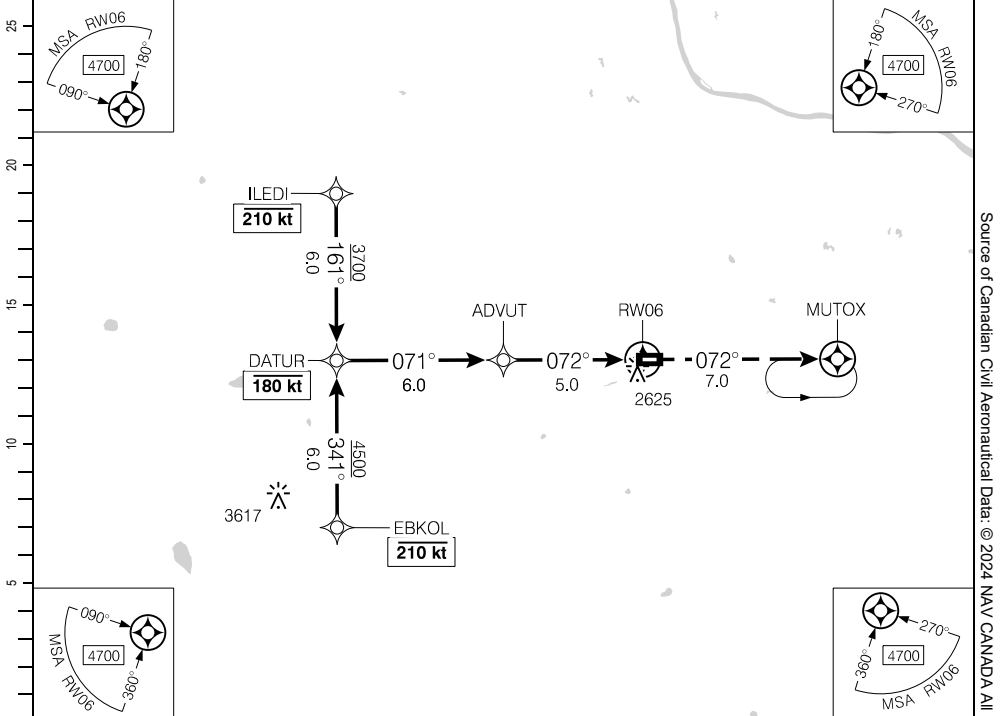 25
20
15
10
5
MSA RW06
4700
180°
090°
MSA RW06
4700
180°
270°
ILEDI
210 kt
3700
161°
6.0
ADVUT
RW06
MUTOX
DATUR
180 kt
071°
6.0
072°
5.0
072°
7.0
2625
4500
341°
6.0
3617
EBKOL
210 kt
090°
4700
360°
MSA RW06
270°
4700
360°
MSA RW06
Source of Canadian Civil Aeronautical Data: © 2024 NAV CANADA All